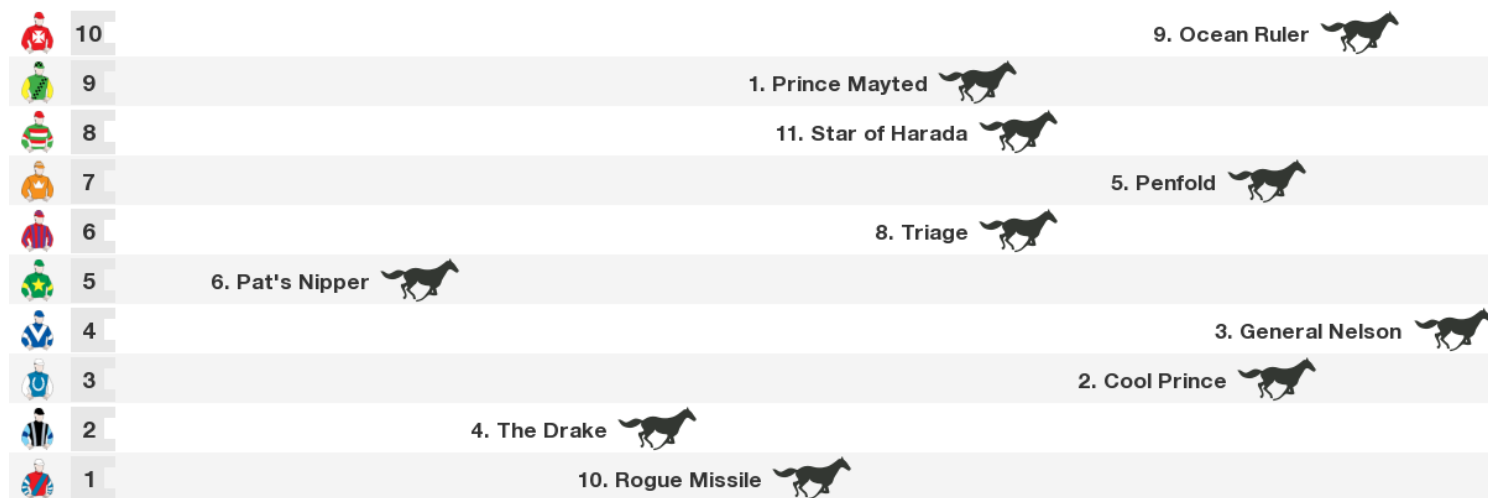 10 9. Ocean Ruler
9 1. Prince Mayted
8 11. Star of Harada
7 5. Penfold
6 8. Triage
5 6. Pat's Nipper
4 3. General Nelson
3 2. Cool Prince
2 4. The Drake
1 10. Rogue Missile